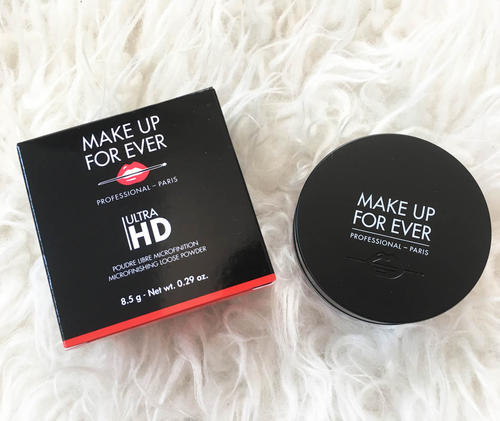 MAKE UP
FOR EVER
PROFESSIONAL – PARIS
ULTRA
HD
POUDRE LIBRE MICROFINITION
MICROFINISHING LOOSE POWDER
8.5 g - Net wt. 0.29 oz.
MAKE UP
FOR EVER
PROFESSIONAL – PARIS